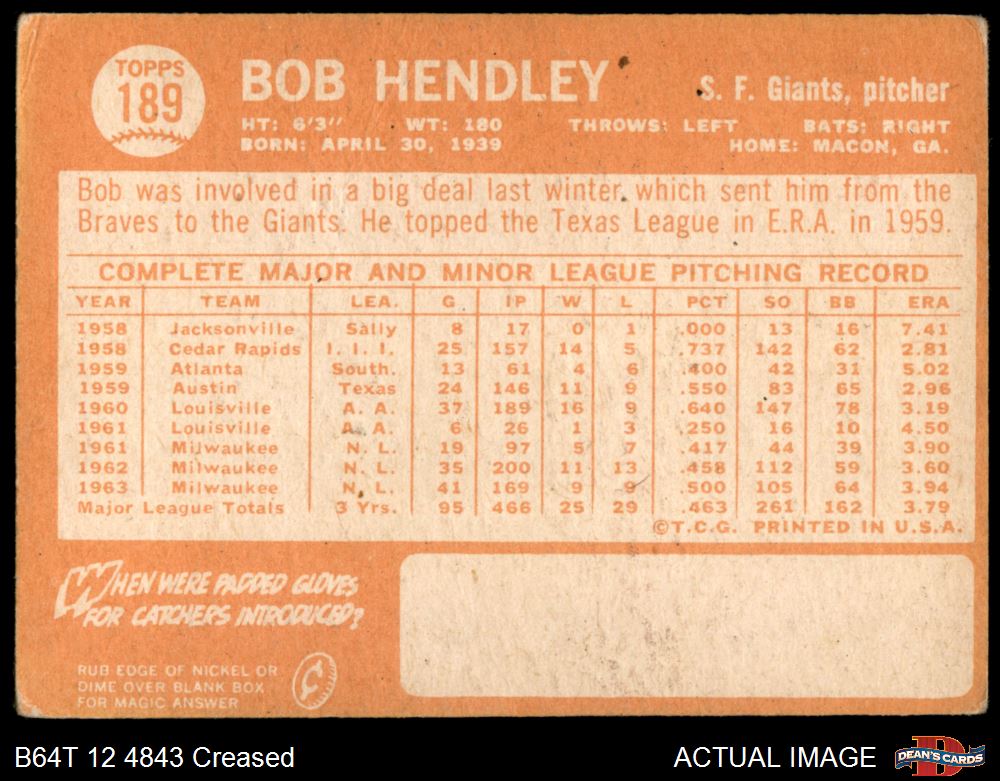 TOPPS
189
BOB HENDLEY
S. F. Giants, pitcher
HT: 6'3" WT: 180 THROWS: LEFT BATS: RIGHT
BORN: APRIL 30, 1939 HOME: MACON, GA.
Bob was involved in a big deal last winter, which sent him from the
Braves to the Giants. He topped the Texas League in E.R.A. in 1959.
COMPLETE MAJOR AND MINOR LEAGUE PITCHING RECORD
YEAR TEAM LEA. G IP W L PCT SO BB ERA
1958 Jacksonville Sally 8 17 0 1 .000 13 16 7.41
1958 Cedar Rapids I. I. I. 25 157 14 5 .737 142 62 2.81
1959 Atlanta South. 13 61 4 6 .400 42 31 5.02
1959 Austin Texas 24 146 11 9 .550 83 65 2.96
1960 Louisville A. A. 37 189 16 9 .640 147 78 3.19
1961 Louisville A. A. 6 26 1 3 .250 16 10 4.50
1961 Milwaukee N. L. 19 97 5 7 .417 44 39 3.90
1962 Milwaukee N. L. 35 200 11 13 .458 112 59 3.60
1963 Milwaukee N. L. 41 169 9 9 .500 105 64 3.94
Major League Totals 3 Yrs. 95 466 25 29 .463 261 162 3.79
©T.C.G. PRINTED IN U.S.A.
WHEN WERE PADDED GLOVES
FOR CATCHERS INTRODUCED?
RUB EDGE OF NICKEL OR
DIME OVER BLANK BOX
FOR MAGIC ANSWER
B64T 12 4843 Creased
ACTUAL IMAGE
DEAN'S CARDS